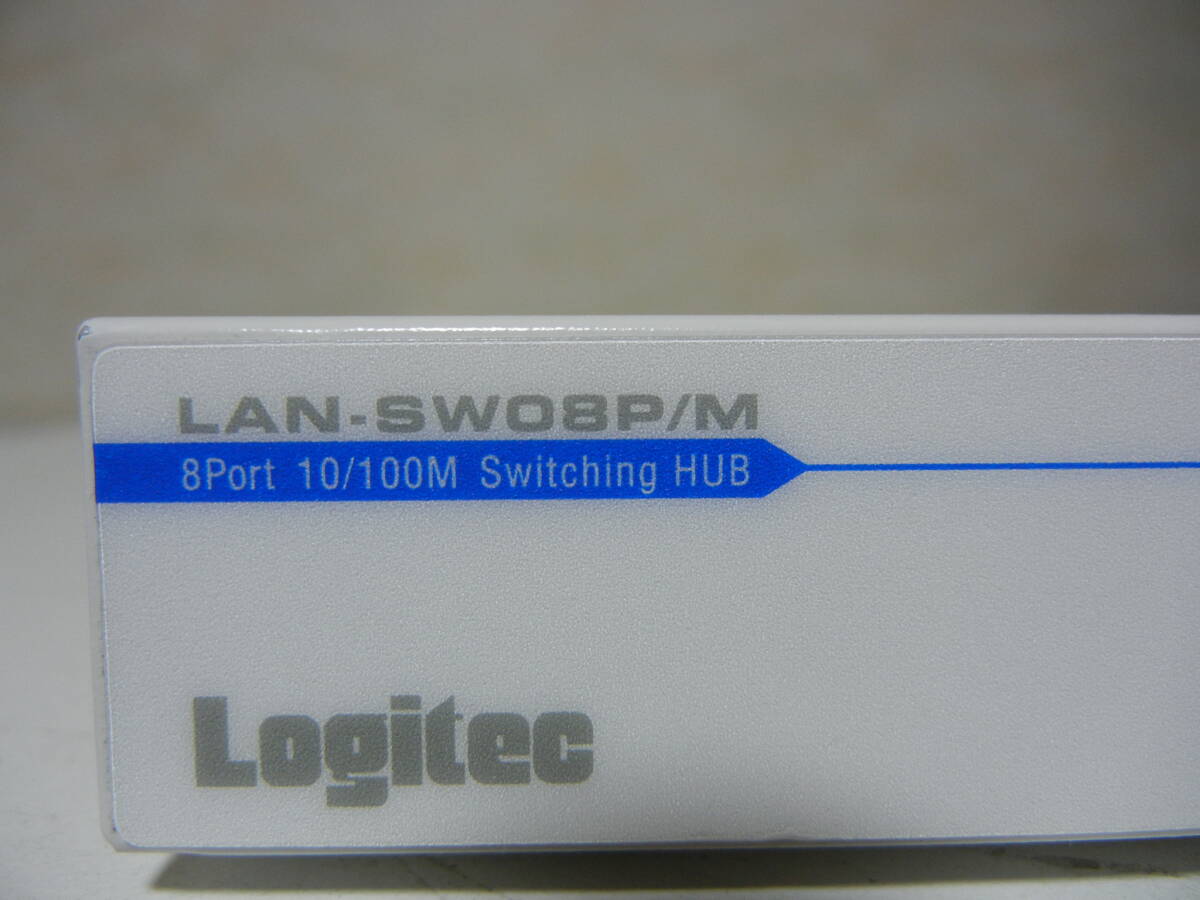 LAN-SW08P/M
8Port 10/100M Switching HUB
Logitec